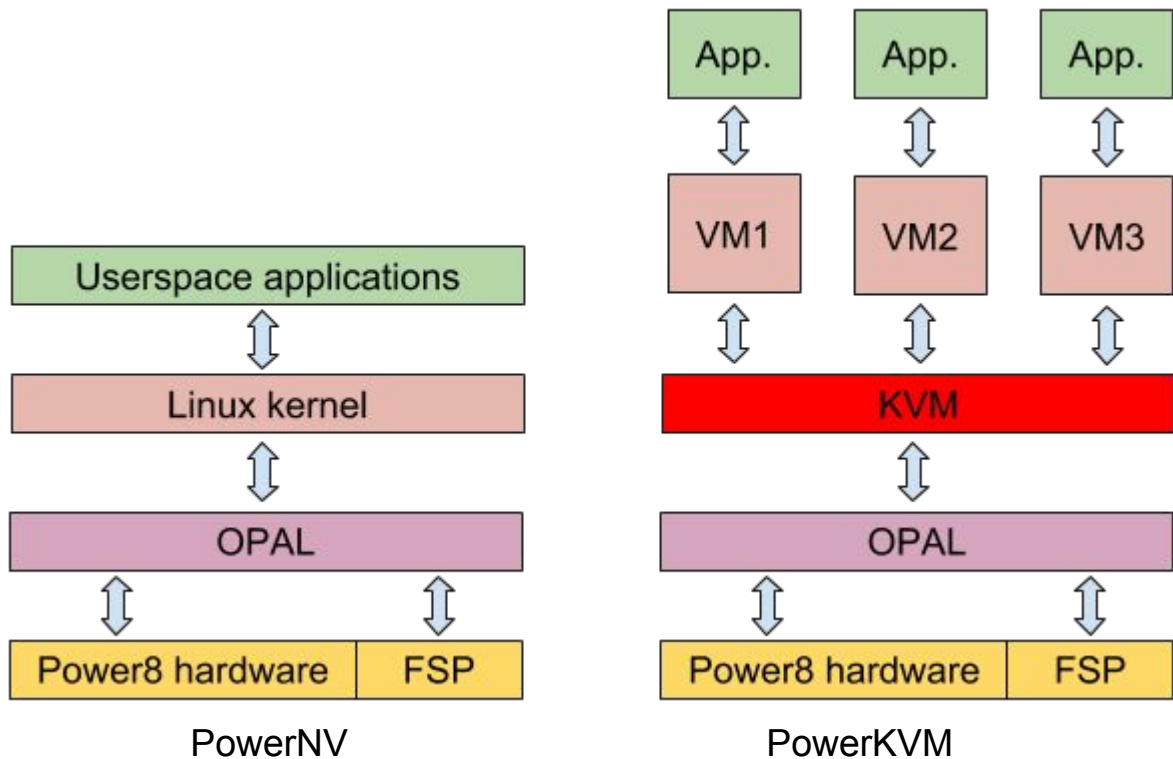 Userspace applications
Linux kernel
OPAL
Power8 hardware FSP
PowerNV
App. App. App.
VM1 VM2 VM3
KVM
OPAL
Power8 hardware FSP
PowerKVM